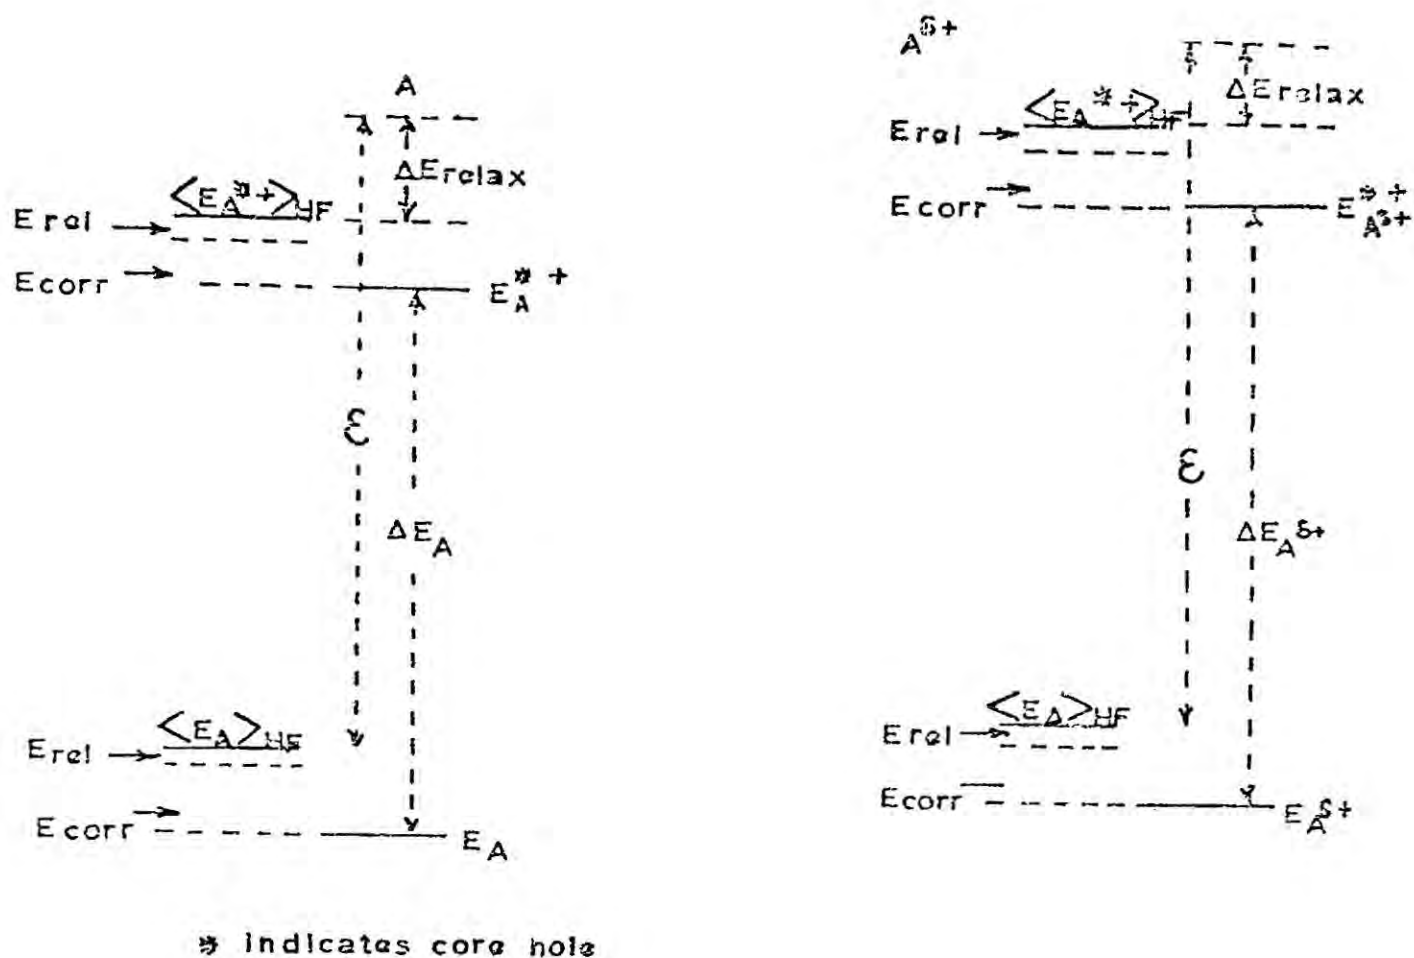 A
ΔErelax
<E_A*+>HF
Erel
Ecorr
E_A*+
ε
ΔE_A
<E_A>HF
Erel
Ecorr
E_A
A^δ+
ΔErelax
<E_A*+>HF
Erel
Ecorr
E*+_A^δ+
ε
ΔE_A^δ+
<E_A>HF
Erel
Ecorr
E_A^δ+
* indicates core hole